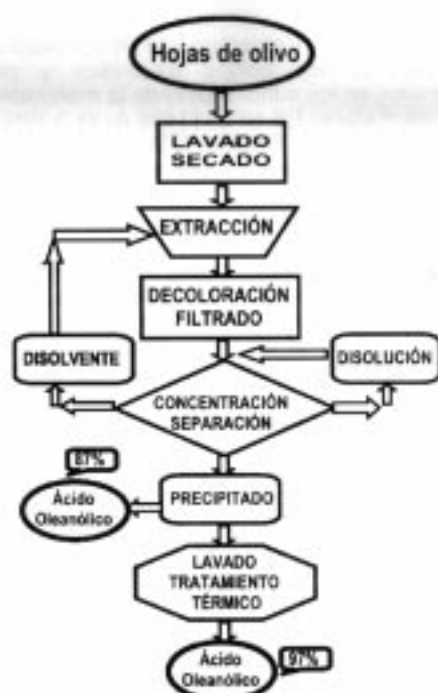 Hojas de olivo
LAVADO
SECADO
EXTRACCIÓN
DECOLORACIÓN
FILTRADO
DISOLVENTE
DISOLUCIÓN
CONCENTRACIÓN
SEPARACIÓN
87%
Ácido
Oleanólico
PRECIPITADO
LAVADO
TRATAMIENTO
TÉRMICO
Ácido
Oleanólico
97%